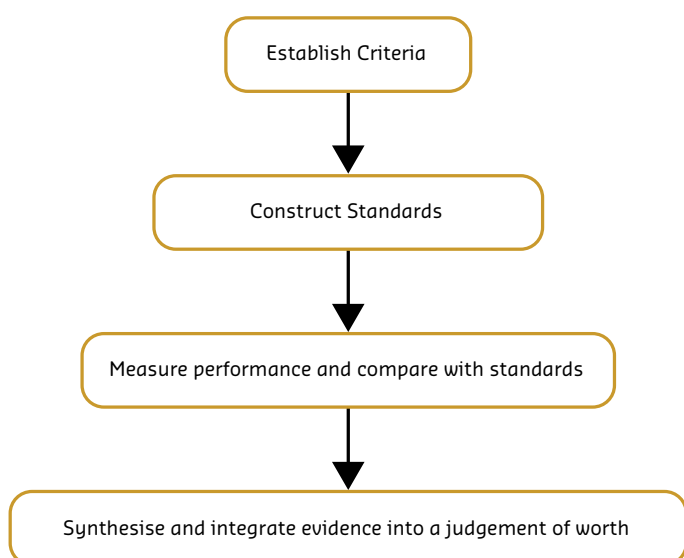 Establish Criteria
Construct Standards
Measure performance and compare with standards
Synthesise and integrate evidence into a judgement of worth